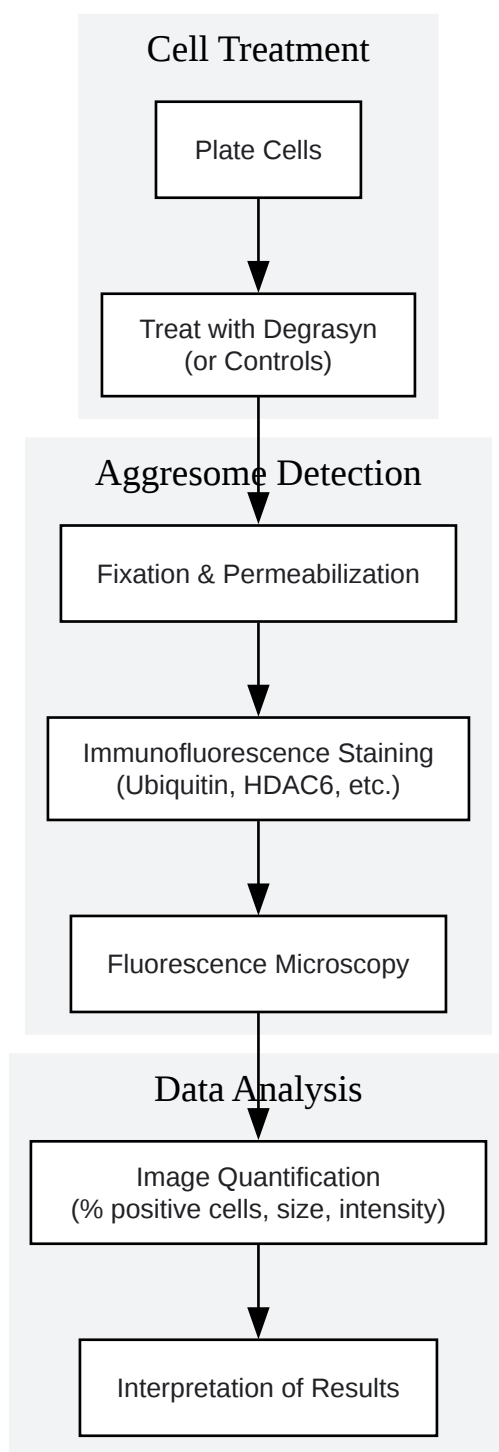 Cell Treatment
Plate Cells
Treat with Degrasyn
(or Controls)
Aggresome Detection
Fixation & Permeabilization
Immunofluorescence Staining
(Ubiquitin, HDAC6, etc.)
Fluorescence Microscopy
Data Analysis
Image Quantification
(% positive cells, size, intensity)
Interpretation of Results